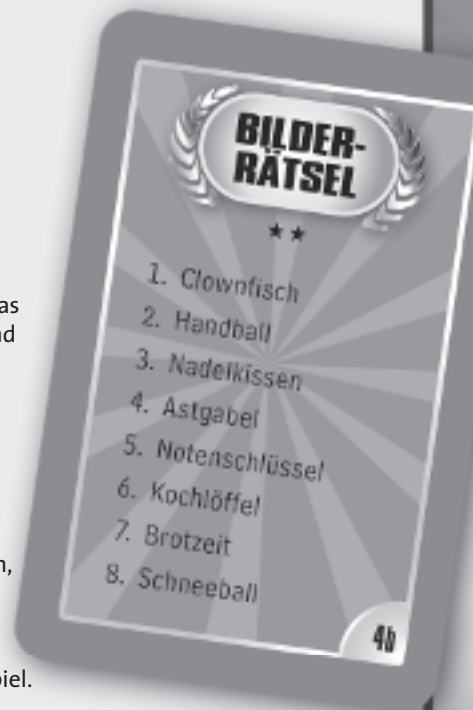 BILDER-
RÄTSEL
1. Clownfisch
2. Handball
3. Nadelkissen
4. Astgabel
5. Notenschlüssel
6. Kochlöffel
7. Brotzeit
8. Schneeball
4b